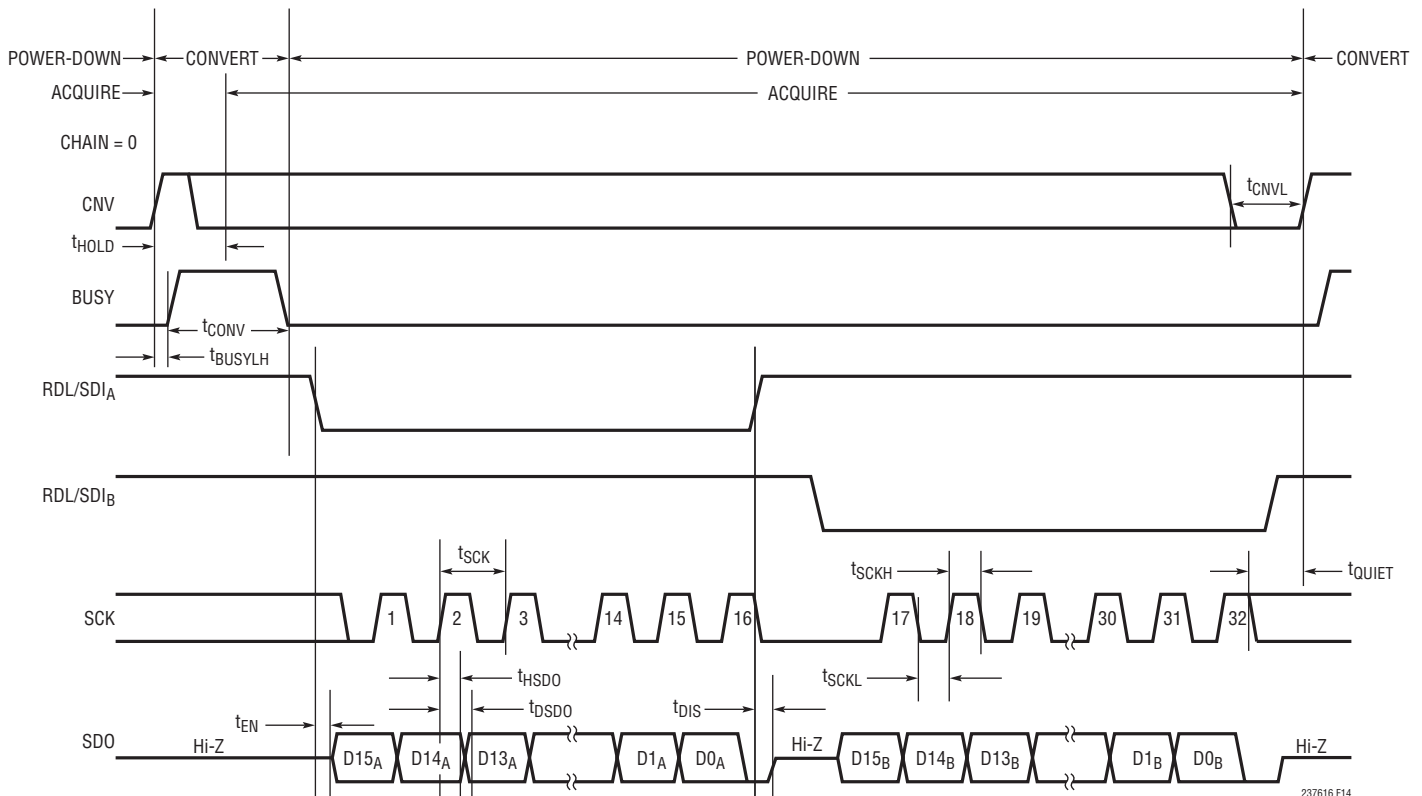 POWER-DOWN CONVERT POWER-DOWN CONVERT
ACQUIRE ACQUIRE
CHAIN = 0
CNV tCNVL
tHOLD
BUSY
tCONV
tBUSYLH
RDL/SDIA
RDL/SDIB
tSCK tSCKH tQUIET
SCK 1 2 3 14 15 16 17 18 19 30 31 32
tHSDO tSCKL
tEN tDSDO tDIS
SDO Hi-Z D15A D14A D13A D1A D0A Hi-Z D15B D14B D13B D1B D0B Hi-Z
237616 F14